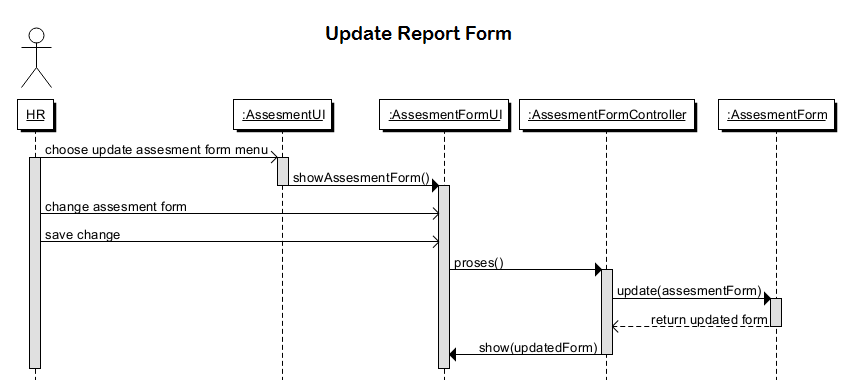 Update Report Form
HR
:AssesmentUI
:AssesmentFormUI
:AssesmentFormController
:AssesmentForm
choose update assesment form menu
showAssesmentForm()
change assesment form
save change
proses()
update(assesmentForm)
return updated form
show(updatedForm)